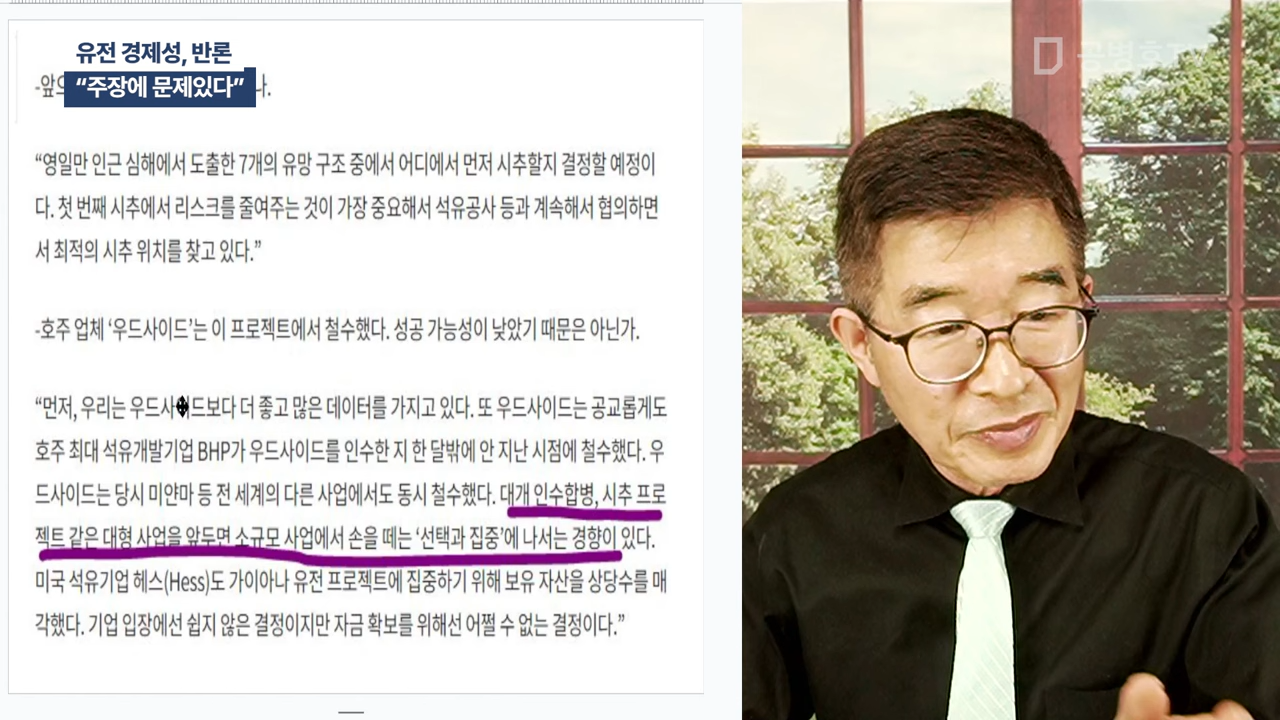 유전 경제성, 반론
“주장에 문제있다”
-앞으 나.
“영일만 인근 심해에서 도출한 7개의 유망 구조 중에서 어디에서 먼저 시추할지 결정할 예정이
다. 첫 번째 시추에서 리스크를 줄여주는 것이 가장 중요해서 석유공사 등과 계속해서 협의하면
서 최적의 시추 위치를 찾고 있다.”
-호주 업체 ‘우드사이드’는 이 프로젝트에서 철수했다. 성공 가능성이 낮았기 때문은 아닌가.
“먼저, 우리는 우드사 드보다 더 좋고 많은 데이터를 가지고 있다. 또 우드사이드는 공교롭게도
호주 최대 석유개발기업 BHP가 우드사이드를 인수한 지 한 달밖에 안 지난 시점에 철수했다. 우
드사이드는 당시 미얀마 등 전 세계의 다른 사업에서도 동시 철수했다. 대개 인수합병, 시추 프로
젝트 같은 대형 사업을 앞두면 소규모 사업에서 손을 떼는 ‘선택과 집중’에 나서는 경향이 있다.
미국 석유기업 헤스(Hess)도 가이아나 유전 프로젝트에 집중하기 위해 보유 자산을 상당수를 매
각했다. 기업 입장에선 쉽지 않은 결정이지만 자금 확보를 위해선 어쩔 수 없는 결정이다.”
공병호TV